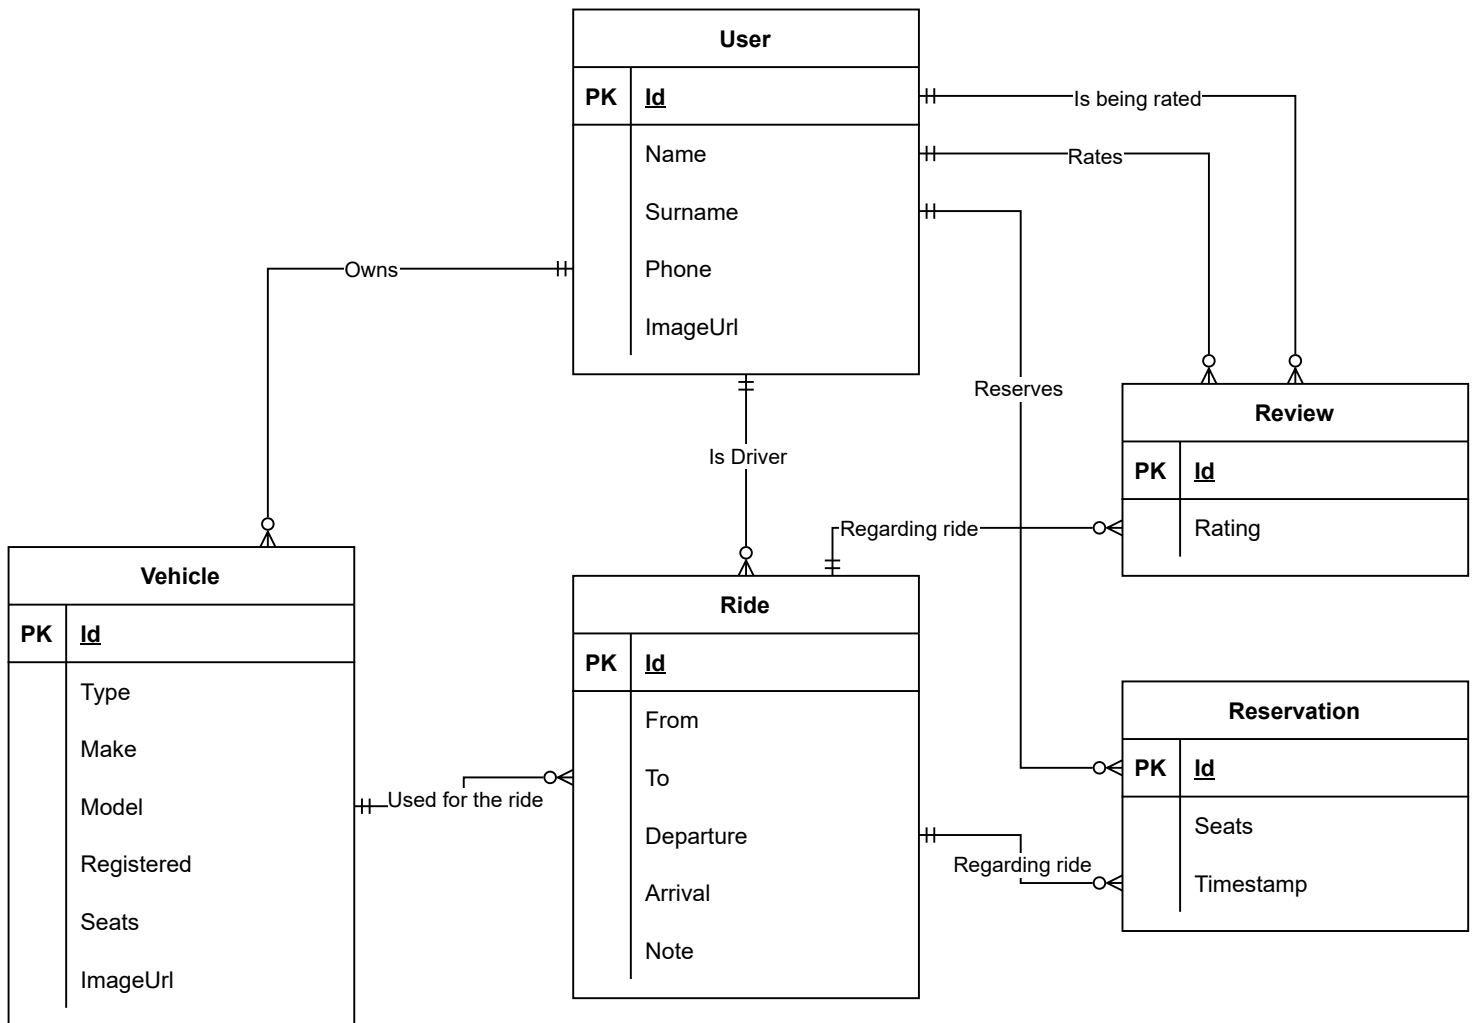 User
PK Id
Name
Surname
Phone
ImageUrl
Is being rated
Rates
Owns
Reserves
Is Driver
Review
PK Id
Rating
Regarding ride
Vehicle
PK Id
Type
Make
Model
Registered
Seats
ImageUrl
Used for the ride
Ride
PK Id
From
To
Departure
Arrival
Note
Regarding ride
Reservation
PK Id
Seats
Timestamp